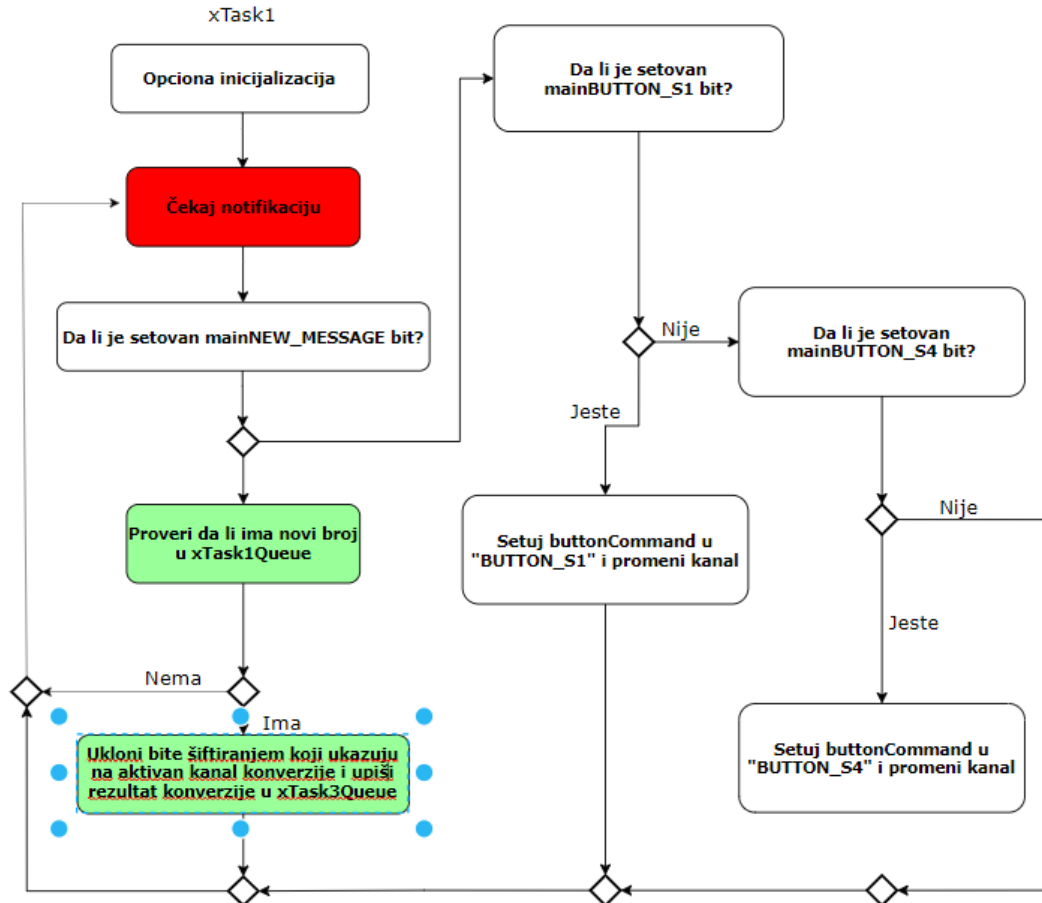 xTask1
Opciona inicijalizacija
Čekaj notifikaciju
Da li je setovan mainNEW_MESSAGE bit?
Proveri da li ima novi broj
u xTask1Queue
Nema
Ima
Ukloni bite šiftiranjem koji ukazuju
na aktivan kanal konverzije i upiši
rezultat konverzije u xTask3Queue
Da li je setovan
mainBUTTON_S1 bit?
Nije
Jeste
Setuj buttonCommand u
"BUTTON_S1" i promeni kanal
Da li je setovan
mainBUTTON_S4 bit?
Nije
Jeste
Setuj buttonCommand u
"BUTTON_S4" i promeni kanal